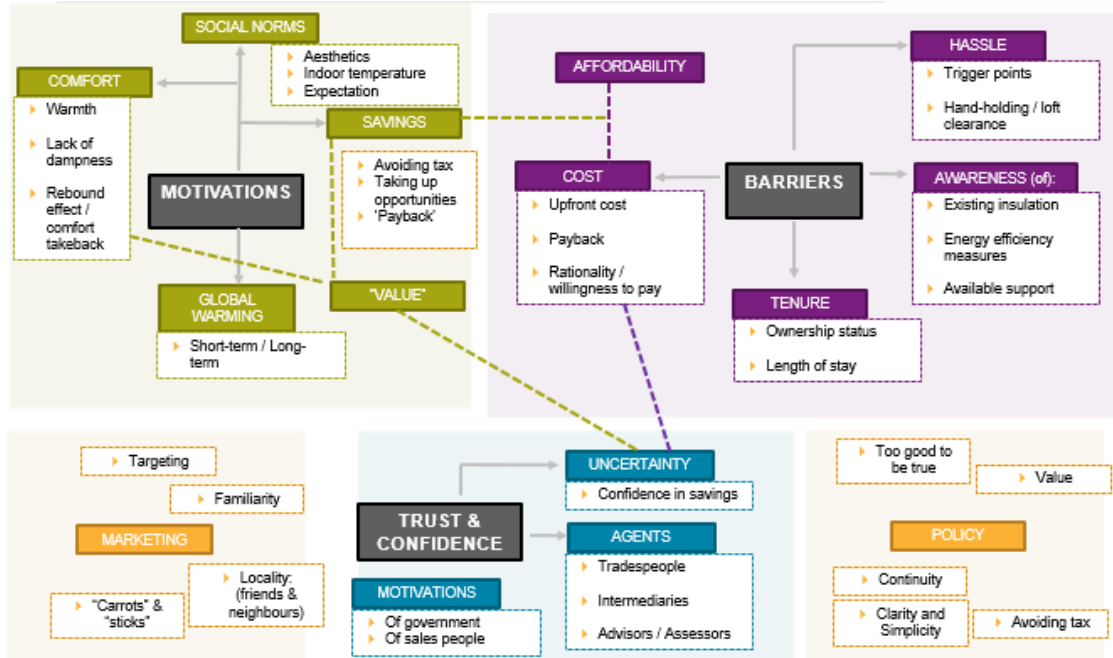 SOCIAL NORMS
Aesthetics
Indoor temperature
Expectation
COMFORT
Warmth
Lack of
dampness
Rebound
effect /
comfort
takeback
SAVINGS
Avoiding tax
Taking up
opportunities
'Payback'
MOTIVATIONS
"VALUE"
GLOBAL
WARMING
Short-term / Long-
term
AFFORDABILITY
HASSLE
Trigger points
Hand-holding / loft
clearance
COST
Upfront cost
Payback
Rationality /
willingness to pay
BARRIERS
AWARENESS (of):
Existing insulation
Energy efficiency
measures
Available support
TENURE
Ownership status
Length of stay
Targeting
Familiarity
MARKETING
Locality:
(friends &
neighbours)
"Carrots" &
"sticks"
UNCERTAINTY
Confidence in savings
TRUST &
CONFIDENCE
AGENTS
Tradespeople
Intermediaries
Advisors / Assessors
MOTIVATIONS
Of government
Of sales people
Too good to
be true
Value
POLICY
Continuity
Clarity and
Simplicity
Avoiding tax